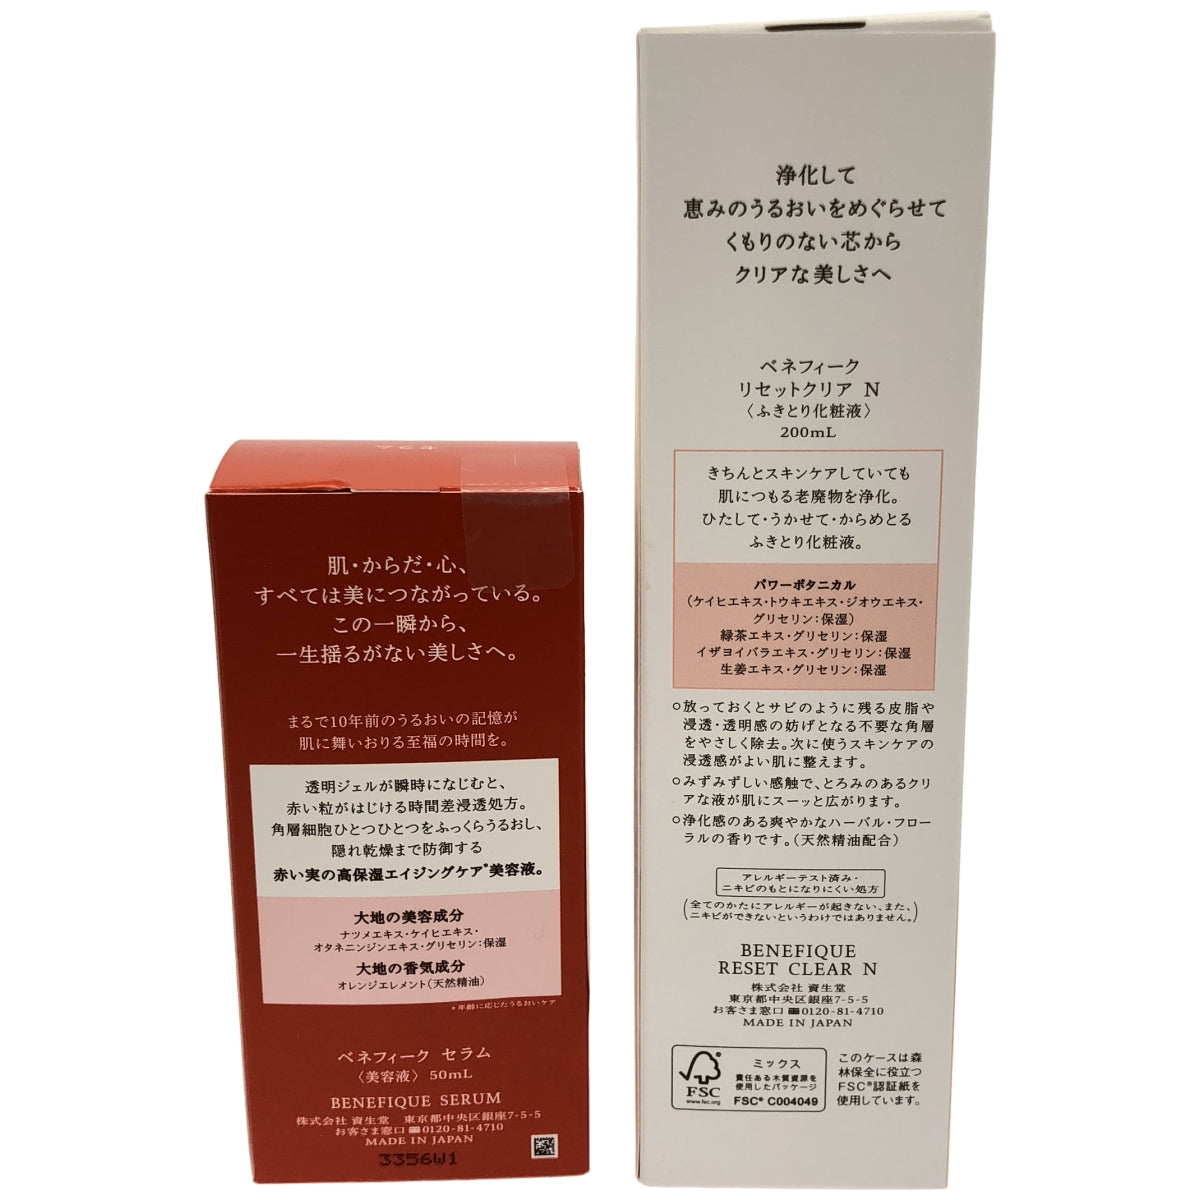 肌・からだ・心、
すべては美につながっている。
この一瞬から、
一生揺るがない美しさへ。
まるで10年前のうるおいの記憶が
肌に舞いおりる至福の時間を。
透明ジェルが瞬時になじむと、
赤い粒がはじける時間差浸透処方。
角層細胞ひとつひとつをふっくらうるおし、
隠れ乾燥まで防御する
赤い実の高保湿エイジングケア*美容液。
大地の美容成分
ナツメエキス・ケイヒエキス・
オタネニンジンエキス・グリセリン:保湿
大地の香気成分
オレンジエレメント(天然精油)
*年齢に応じたうるおいケア
ベネフィーク セラム
〈美容液〉 50mL
BENEFIQUE SERUM
株式会社 資生堂 東京都中央区銀座7-5-5
お客さま窓口 0120-81-4710
MADE IN JAPAN
3356W1
浄化して
恵みのうるおいをめぐらせて
くもりのない芯から
クリアな美しさへ
ベネフィーク
リセットクリア N
〈ふきとり化粧液〉
200mL
きちんとスキンケアしていても
肌につもる老廃物を浄化。
ひたして・うかせて・からめとる
ふきとり化粧液。
パワーボタニカル
(ケイヒエキス・トウキエキス・ジオウエキス・
グリセリン:保湿)
緑茶エキス・グリセリン:保湿
イザヨイバラエキス・グリセリン:保湿
生姜エキス・グリセリン:保湿
○放っておくとサビのように残る皮脂や
浸透・透明感の妨げとなる不要な角層
をやさしく除去。次に使うスキンケアの
浸透感がよい肌に整えます。
○みずみずしい感触で、とろみのあるクリ
アな液が肌にスーッと広がります。
○浄化感のある爽やかなハーバル・フロー
ラルの香りです。(天然精油配合)
アレルギーテスト済み・
ニキビのもとになりにくい処方
(全てのかたにアレルギーが起きない、また、
ニキビができないというわけではありません。)
BENEFIQUE
RESET CLEAR N
株式会社 資生堂
東京都中央区銀座7-5-5
お客さま窓口 0120-81-4710
MADE IN JAPAN
FSC
www.fsc.org
ミックス
責任ある木質資源を
使用したパッケージ
FSC® C004049
このケースは森
林保全に役立つ
FSC®認証紙を
使用しています。